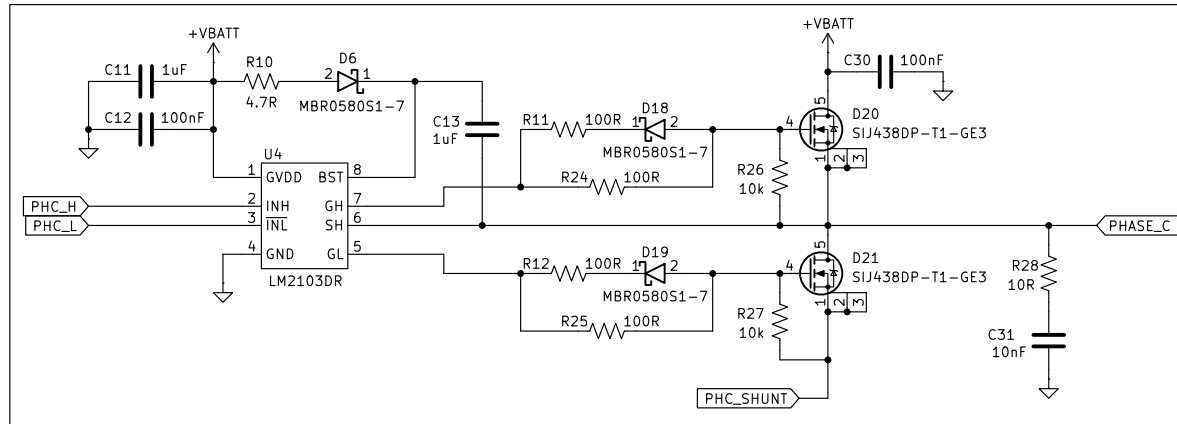 +VBATT
+VBATT
C11 1uF
R10
4.7R
D6
2 1
MBR0580S1-7
C30 100nF
C12 100nF
C13
1uF
R11 100R
D18
1 2
MBR0580S1-7
R24 100R
5
4
1 2 3
D20
SIJ438DP-T1-GE3
R26
10k
U4
1 GVDD BST 8
PHC_H 2 INH GH 7
PHC_L 3 INL SH 6
4 GND GL 5
LM2103DR
PHASE_C
R12 100R
D19
1 2
MBR0580S1-7
R25 100R
5
4
1 2 3
D21
SIJ438DP-T1-GE3
R27
10k
R28
10R
C31
10nF
PHC_SHUNT